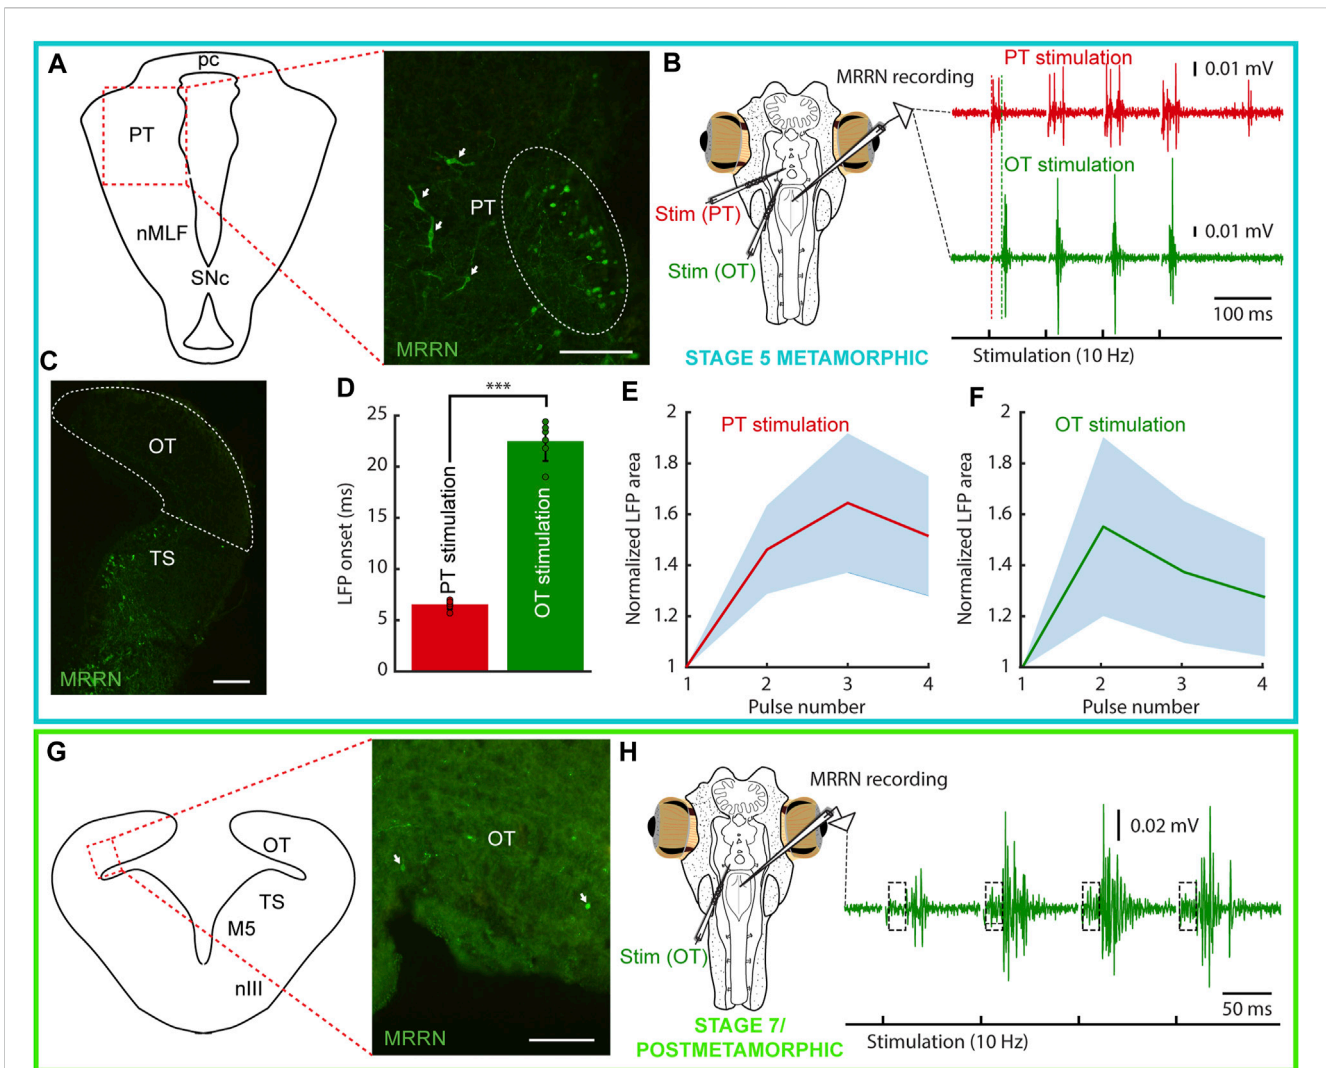 A
pc
PT
nMLF
SNc
PT
MRRN
B
MRRN recording
Stim (PT)
Stim (OT)
PT stimulation
0.01 mV
OT stimulation
0.01 mV
100 ms
Stimulation (10 Hz)
STAGE 5 METAMORPHIC
C
OT
TS
MRRN
D
***
LFP onset (ms)
25
20
15
10
5
0
PT stimulation
OT stimulation
E
PT stimulation
Normalized LFP area
2
1.8
1.6
1.4
1.2
1
1 2 3 4
Pulse number
F
OT stimulation
Normalized LFP area
2
1.8
1.6
1.4
1.2
1
1 2 3 4
Pulse number
G
OT
TS
M5
nIII
OT
MRRN
H
MRRN recording
Stim (OT)
0.02 mV
50 ms
Stimulation (10 Hz)
STAGE 7/
POSTMETAMORPHIC